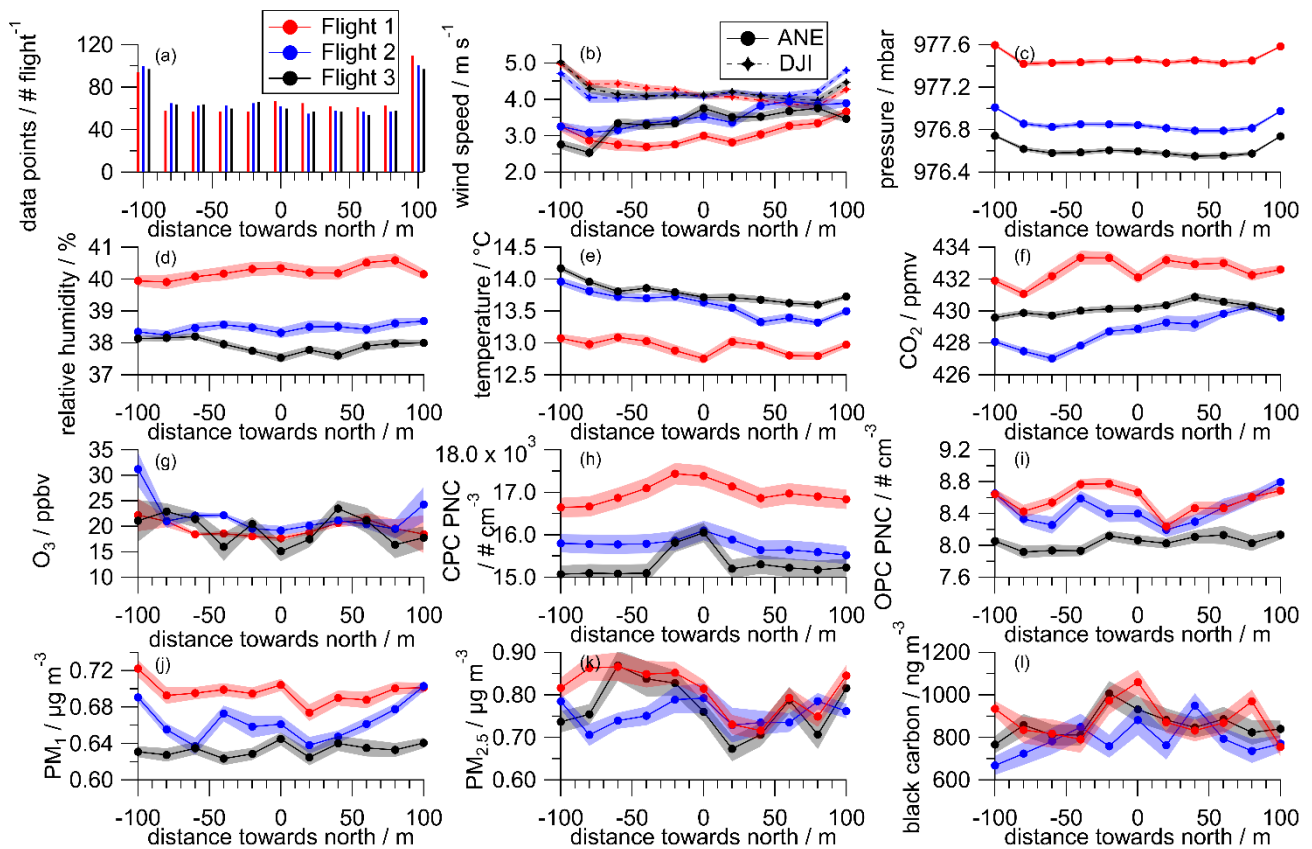 Flight 1
Flight 2
Flight 3
ANE
DJI
(a)
data points / # flight⁻¹
120
80
40
0
-100 -50 0 50 100
distance towards north / m
(b)
wind speed / m s⁻¹
5.0
4.0
3.0
2.0
-100 -50 0 50 100
distance towards north / m
(c)
pressure / mbar
977.6
977.2
976.8
976.4
-100 -50 0 50 100
distance towards north / m
(d)
relative humidity / %
41
40
39
38
37
-100 -50 0 50 100
distance towards north / m
(e)
temperature / °C
14.5
14.0
13.5
13.0
12.5
-100 -50 0 50 100
distance towards north / m
(f)
CO₂ / ppmv
434
432
430
428
426
-100 -50 0 50 100
distance towards north / m
(g)
O₃ / ppbv
35
30
25
20
15
10
-100 -50 0 50 100
distance towards north / m
(h)
CPC PNC
/ # cm⁻³
18.0 x 10³
17.0
16.0
15.0
-100 -50 0 50 100
distance towards north / m
(i)
OPC PNC / # cm⁻³
9.2
8.8
8.4
8.0
7.6
-100 -50 0 50 100
distance towards north / m
(j)
PM₁ / µg m⁻³
0.72
0.68
0.64
0.60
-100 -50 0 50 100
distance towards north / m
(k)
PM₂.₅ / µg m⁻³
0.90
0.80
0.70
0.60
-100 -50 0 50 100
distance towards north / m
(l)
black carbon / ng m⁻³
1200
1000
800
600
-100 -50 0 50 100
distance towards north / m